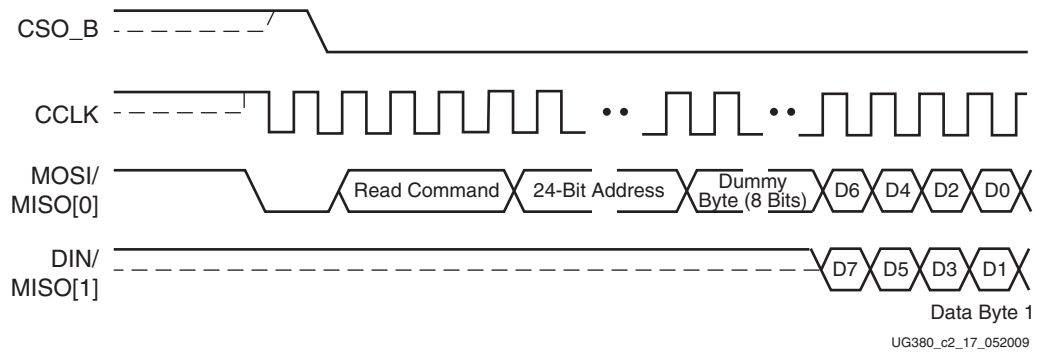 CSO_B
CCLK
MOSI/
MISO[0]
Read Command
24-Bit Address
Dummy
Byte (8 Bits)
D6 D4 D2 D0
DIN/
MISO[1]
D7 D5 D3 D1
Data Byte 1
UG380_c2_17_052009